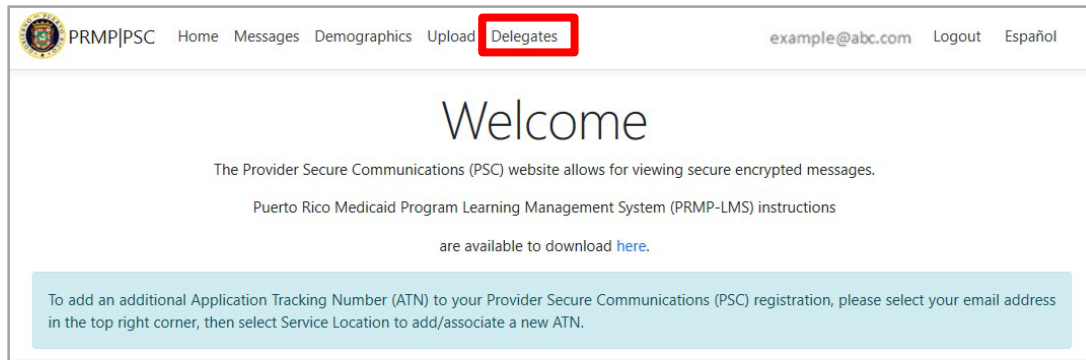 PRMP|PSC Home Messages Demographics Upload Delegates example@abc.com Logout Español
Welcome
The Provider Secure Communications (PSC) website allows for viewing secure encrypted messages.
Puerto Rico Medicaid Program Learning Management System (PRMP-LMS) instructions
are available to download here.
To add an additional Application Tracking Number (ATN) to your Provider Secure Communications (PSC) registration, please select your email address
in the top right corner, then select Service Location to add/associate a new ATN.